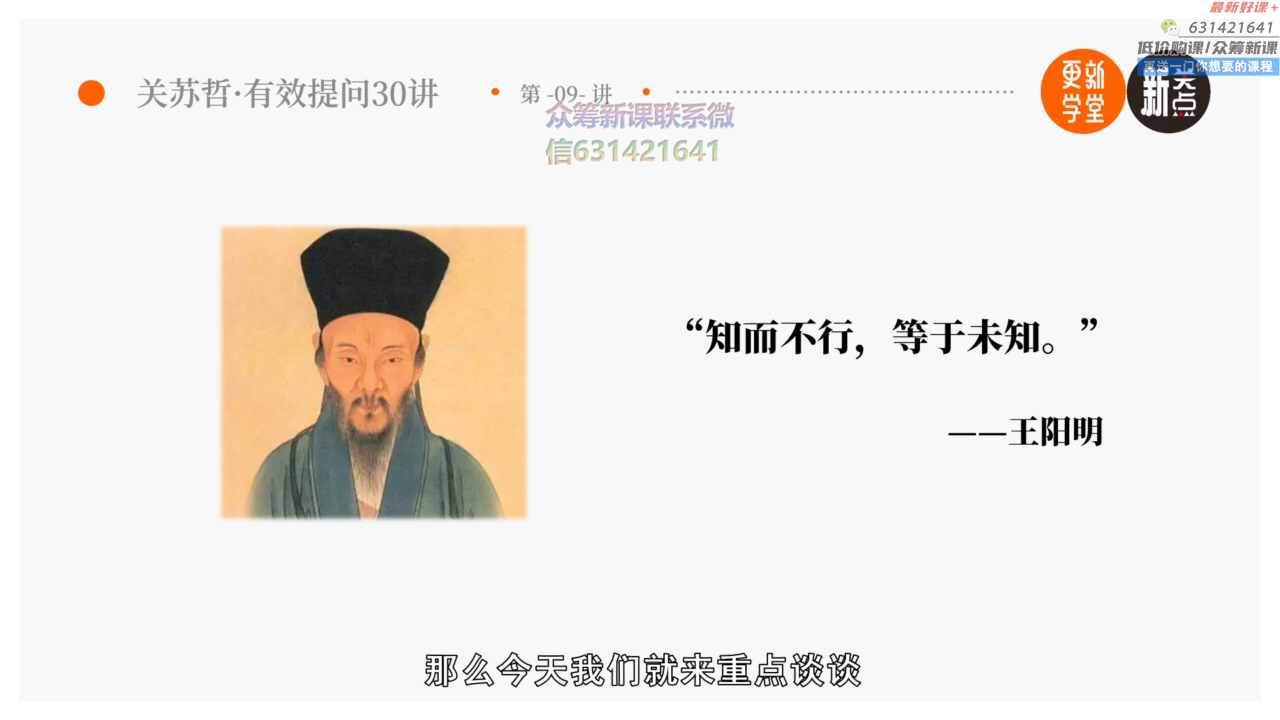 最新好课+
631421641
低价购课/众筹新课
再送一门你想要的课程
关苏哲·有效提问30讲
第 -09- 讲
更新
学堂
新关点
众筹新课联系微
信631421641
“知而不行，等于未知。”
——王阳明
那么今天我们就来重点谈谈